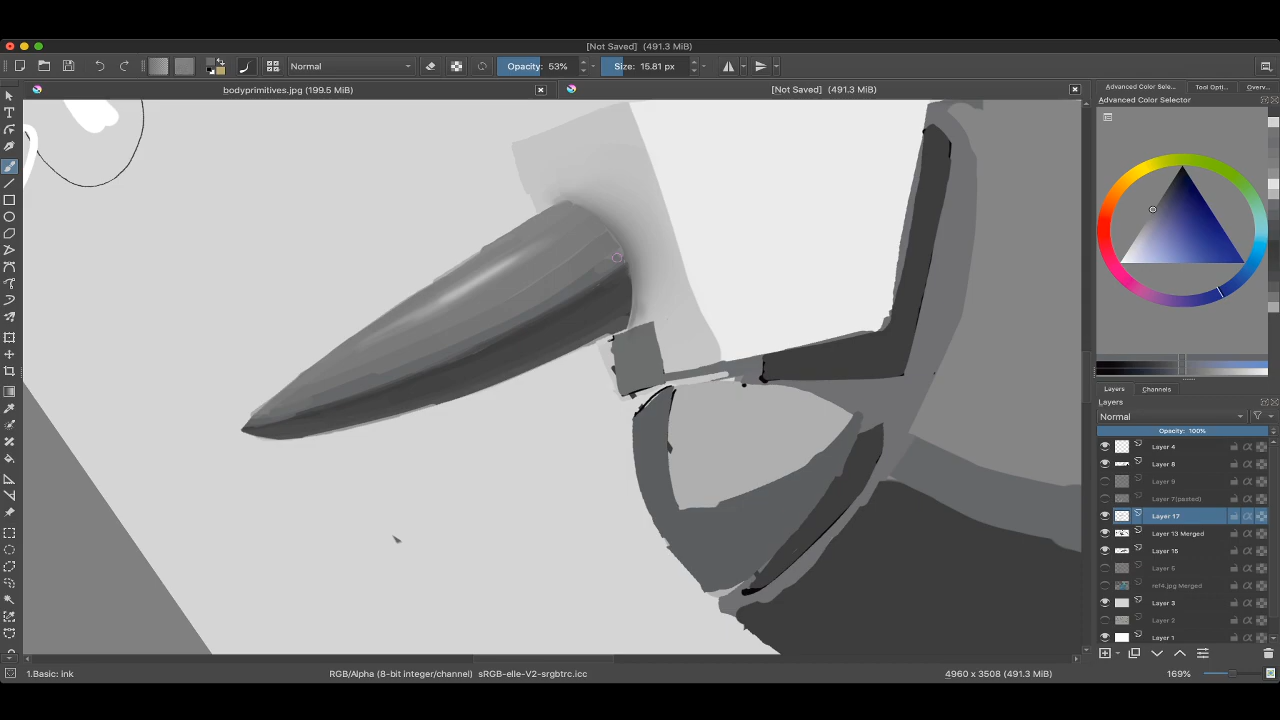 [Not Saved] (491.3 MiB)
Normal
Opacity: 53%
Size: 15.81 px
bodyprimitives.jpg (199.5 MiB)
[Not Saved] (491.3 MiB)
Advanced Color Selec...
Tool Opti...
Overv...
Advanced Color Selector
Layers
Channels
Layers
Normal
Opacity: 100%
Layer 4
Layer 8
Layer 9
Layer 7(pasted)
Layer 17
Layer 13 Merged
Layer 15
Layer 5
ref4.jpg Merged
Layer 3
Layer 2
Layer 1
1.Basic: ink
RGB/Alpha (8-bit integer/channel) sRGB-elle-V2-srgbtrc.icc
4960 x 3508 (491.3 MiB)
169%